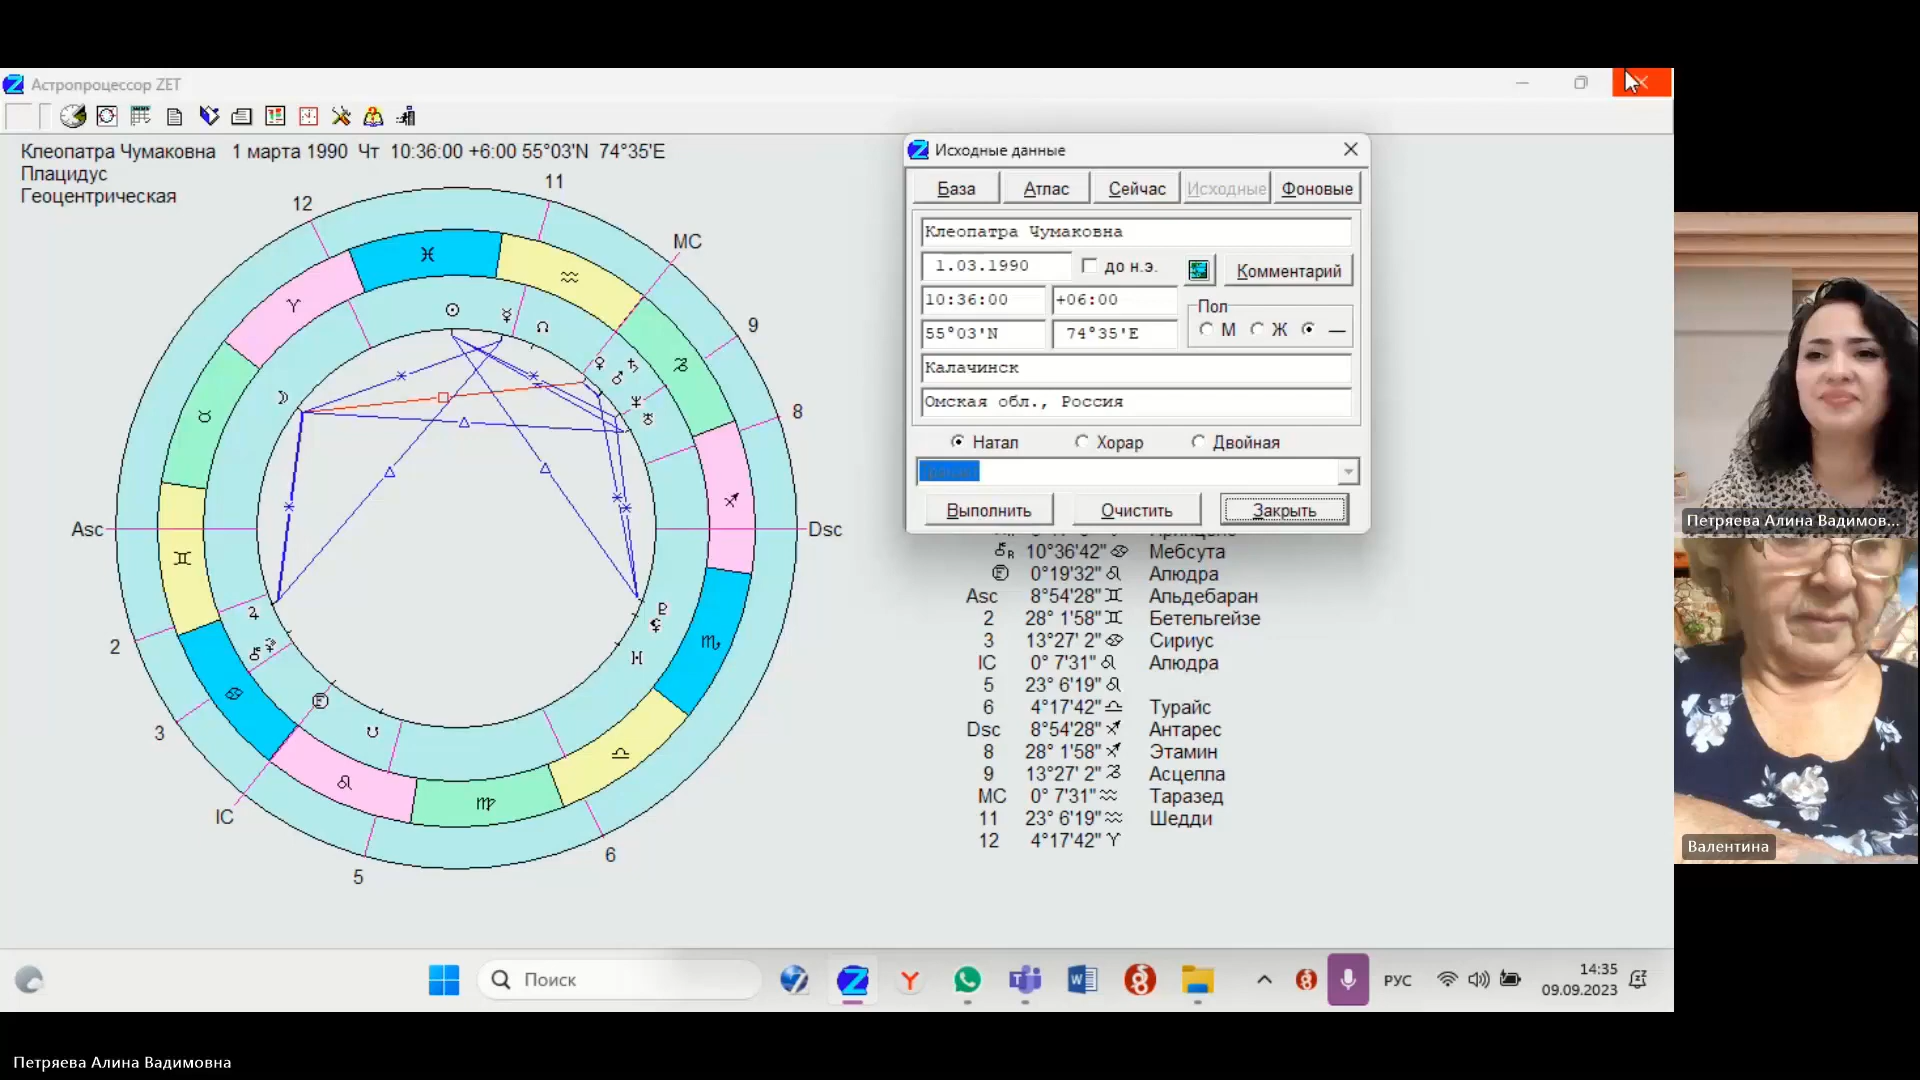 Астропроцессор ZET
Клеопатра Чумаковна 1 марта 1990 Чт 10:36:00 +6:00 55°03'N 74°35'E
Плацидус
Геоцентрическая
11
12
MC
9
8
Asc
Dsc
2
3
IC
5
6
Исходные данные
База Атлас Сейчас Исходные Фоновые
Клеопатра Чумаковна
1.03.1990 до н.э. Комментарий
10:36:00 +06:00 Пол
М Ж —
55°03'N 74°35'E
Калачинск
Омская обл., Россия
Натал Хорар Двойная
Выполнить Очистить Закрыть
⚷R 10°36'42" ♋ Мебсута
Ⓔ 0°19'32" ♌ Алюдра
Asc 8°54'28" ♊ Альдебаран
2 28° 1'58" ♊ Бетельгейзе
3 13°27' 2" ♋ Сириус
IC 0° 7'31" ♌ Алюдра
5 23° 6'19" ♌
6 4°17'42" ♎ Турайс
Dsc 8°54'28" ♐ Антарес
8 28° 1'58" ♐ Этамин
9 13°27' 2" ♑ Асцелла
MC 0° 7'31" ♒ Таразед
11 23° 6'19" ♒ Шедди
12 4°17'42" ♈
Петряева Алина Вадимов...
Валентина
Поиск
РУС
14:35
09.09.2023
Петряева Алина Вадимовна